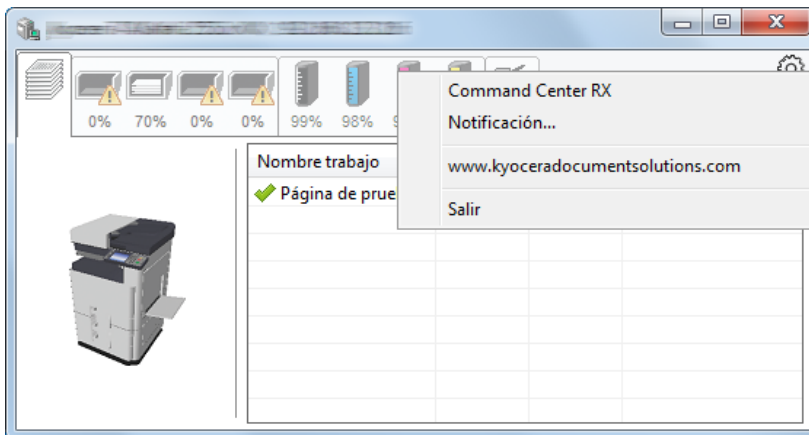 0% 70% 0% 0% 99% 98%
Command Center RX
Notificación...
www.kyoceradocumentsolutions.com
Salir
Nombre trabajo
Página de prue